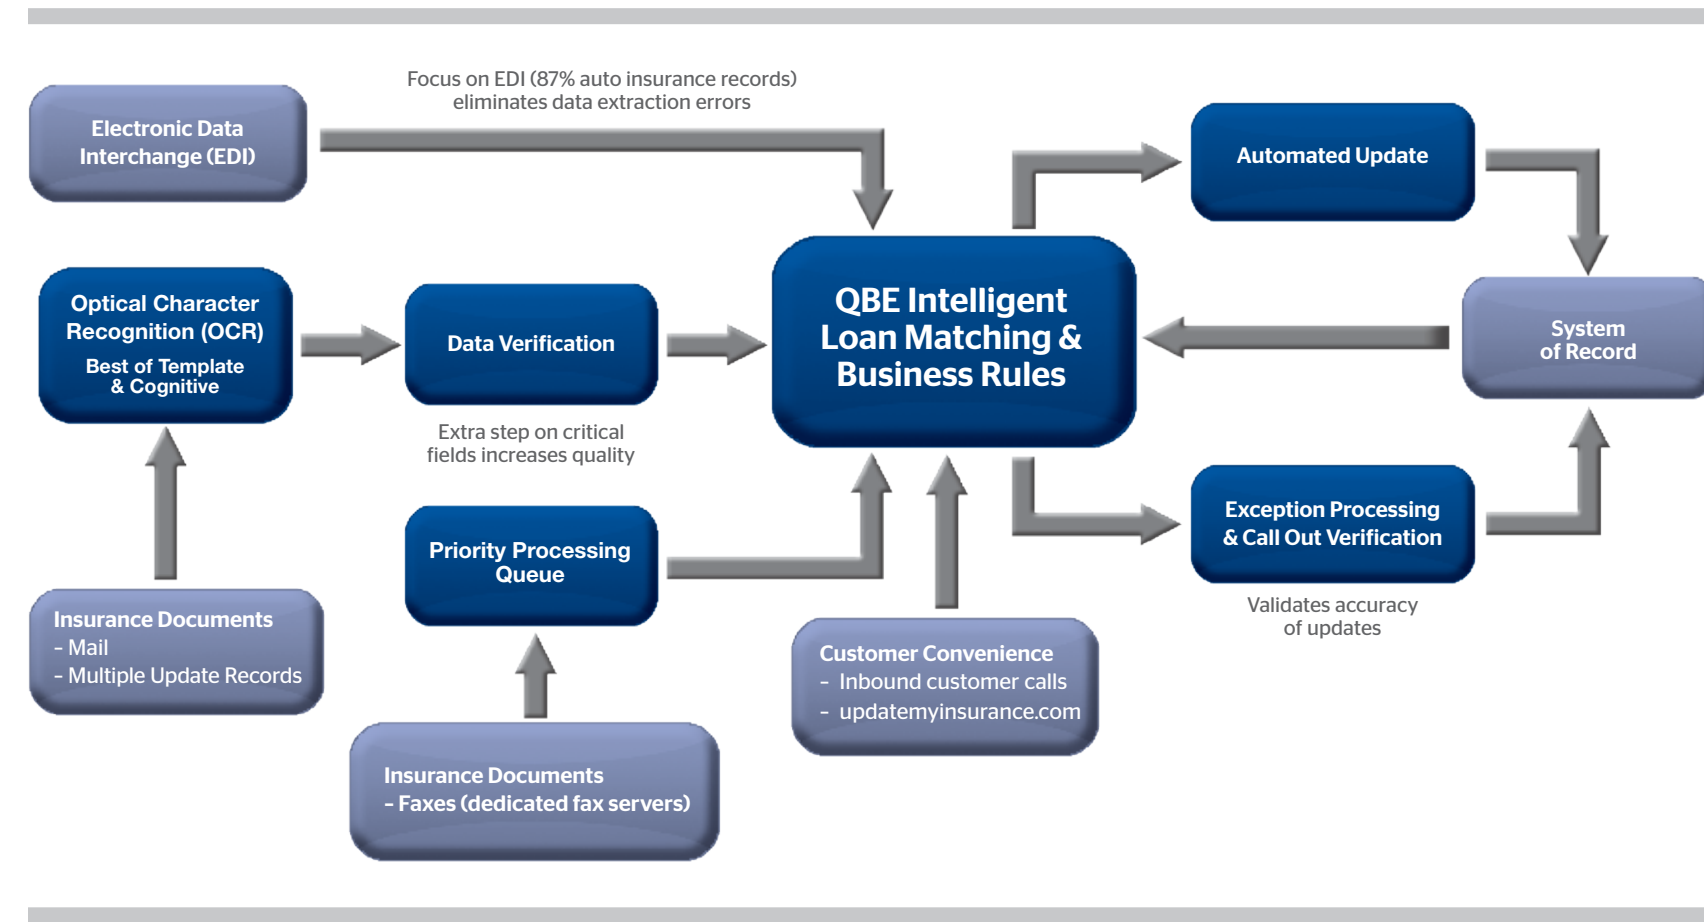 Focus on EDI (87% auto insurance records)
eliminates data extraction errors
Electronic Data
Interchange (EDI)
Automated Update
Optical Character
Recognition (OCR)
Best of Template
& Cognitive
Data Verification
Extra step on critical
fields increases quality
QBE Intelligent
Loan Matching &
Business Rules
System
of Record
Priority Processing
Queue
Exception Processing
& Call Out Verification
Validates accuracy
of updates
Insurance Documents
– Mail
– Multiple Update Records
Customer Convenience
– Inbound customer calls
– updatemyinsurance.com
Insurance Documents
– Faxes (dedicated fax servers)